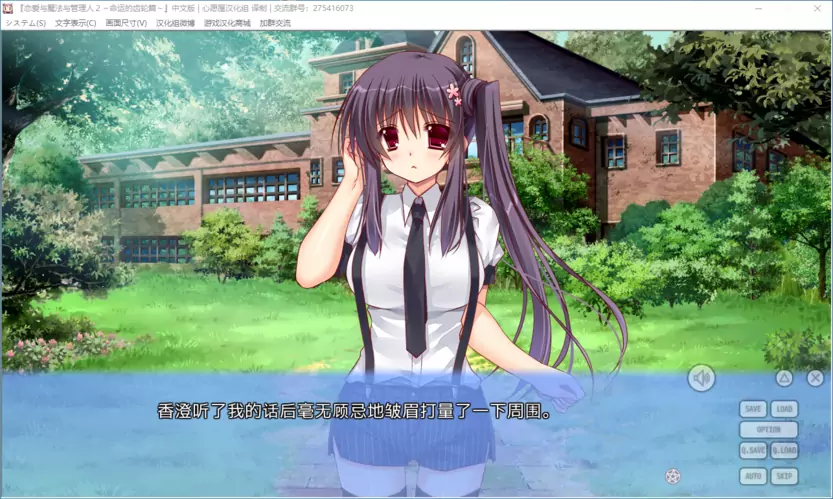 『恋爱与魔法与管理人2~命运的齿轮篇~』中文版 | 心愿屋汉化组 译制 | 交流群号：275416073
システム(S) 文字表示(C) 画面尺寸(V) 汉化组微博 游戏汉化商城 加群交流
香澄听了我的话后毫无顾忌地皱眉打量了一下周围。
SAVE LOAD
OPTION
Q.SAVE Q.LOAD
AUTO SKIP